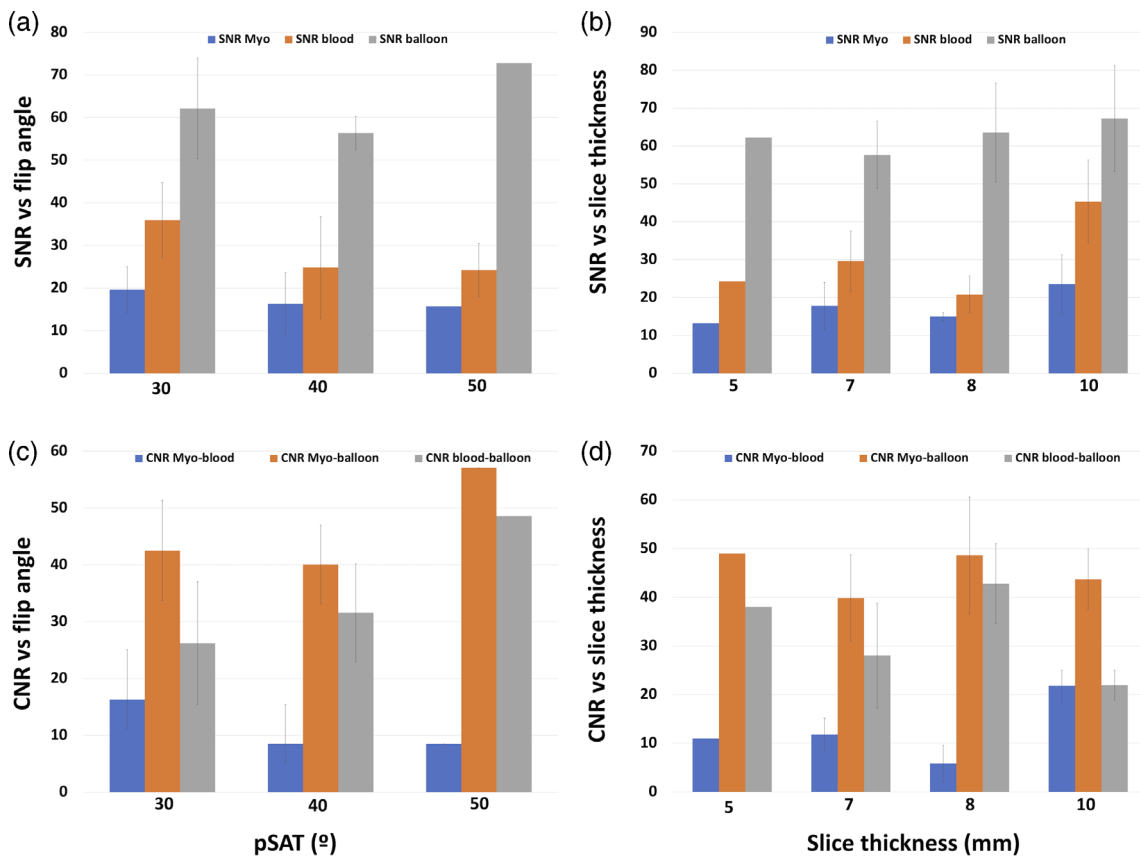 (a)
SNR vs flip angle
SNR Myo SNR blood SNR balloon
80
70
60
50
40
30
20
10
0
30 40 50
(b)
SNR vs slice thickness
SNR Myo SNR blood SNR balloon
90
80
70
60
50
40
30
20
10
0
5 7 8 10
(c)
CNR vs flip angle
CNR Myo-blood CNR Myo-balloon CNR blood-balloon
60
50
40
30
20
10
0
30 40 50
pSAT (º)
(d)
CNR vs slice thickness
CNR Myo-blood CNR Myo-balloon CNR blood-balloon
70
60
50
40
30
20
10
0
5 7 8 10
Slice thickness (mm)